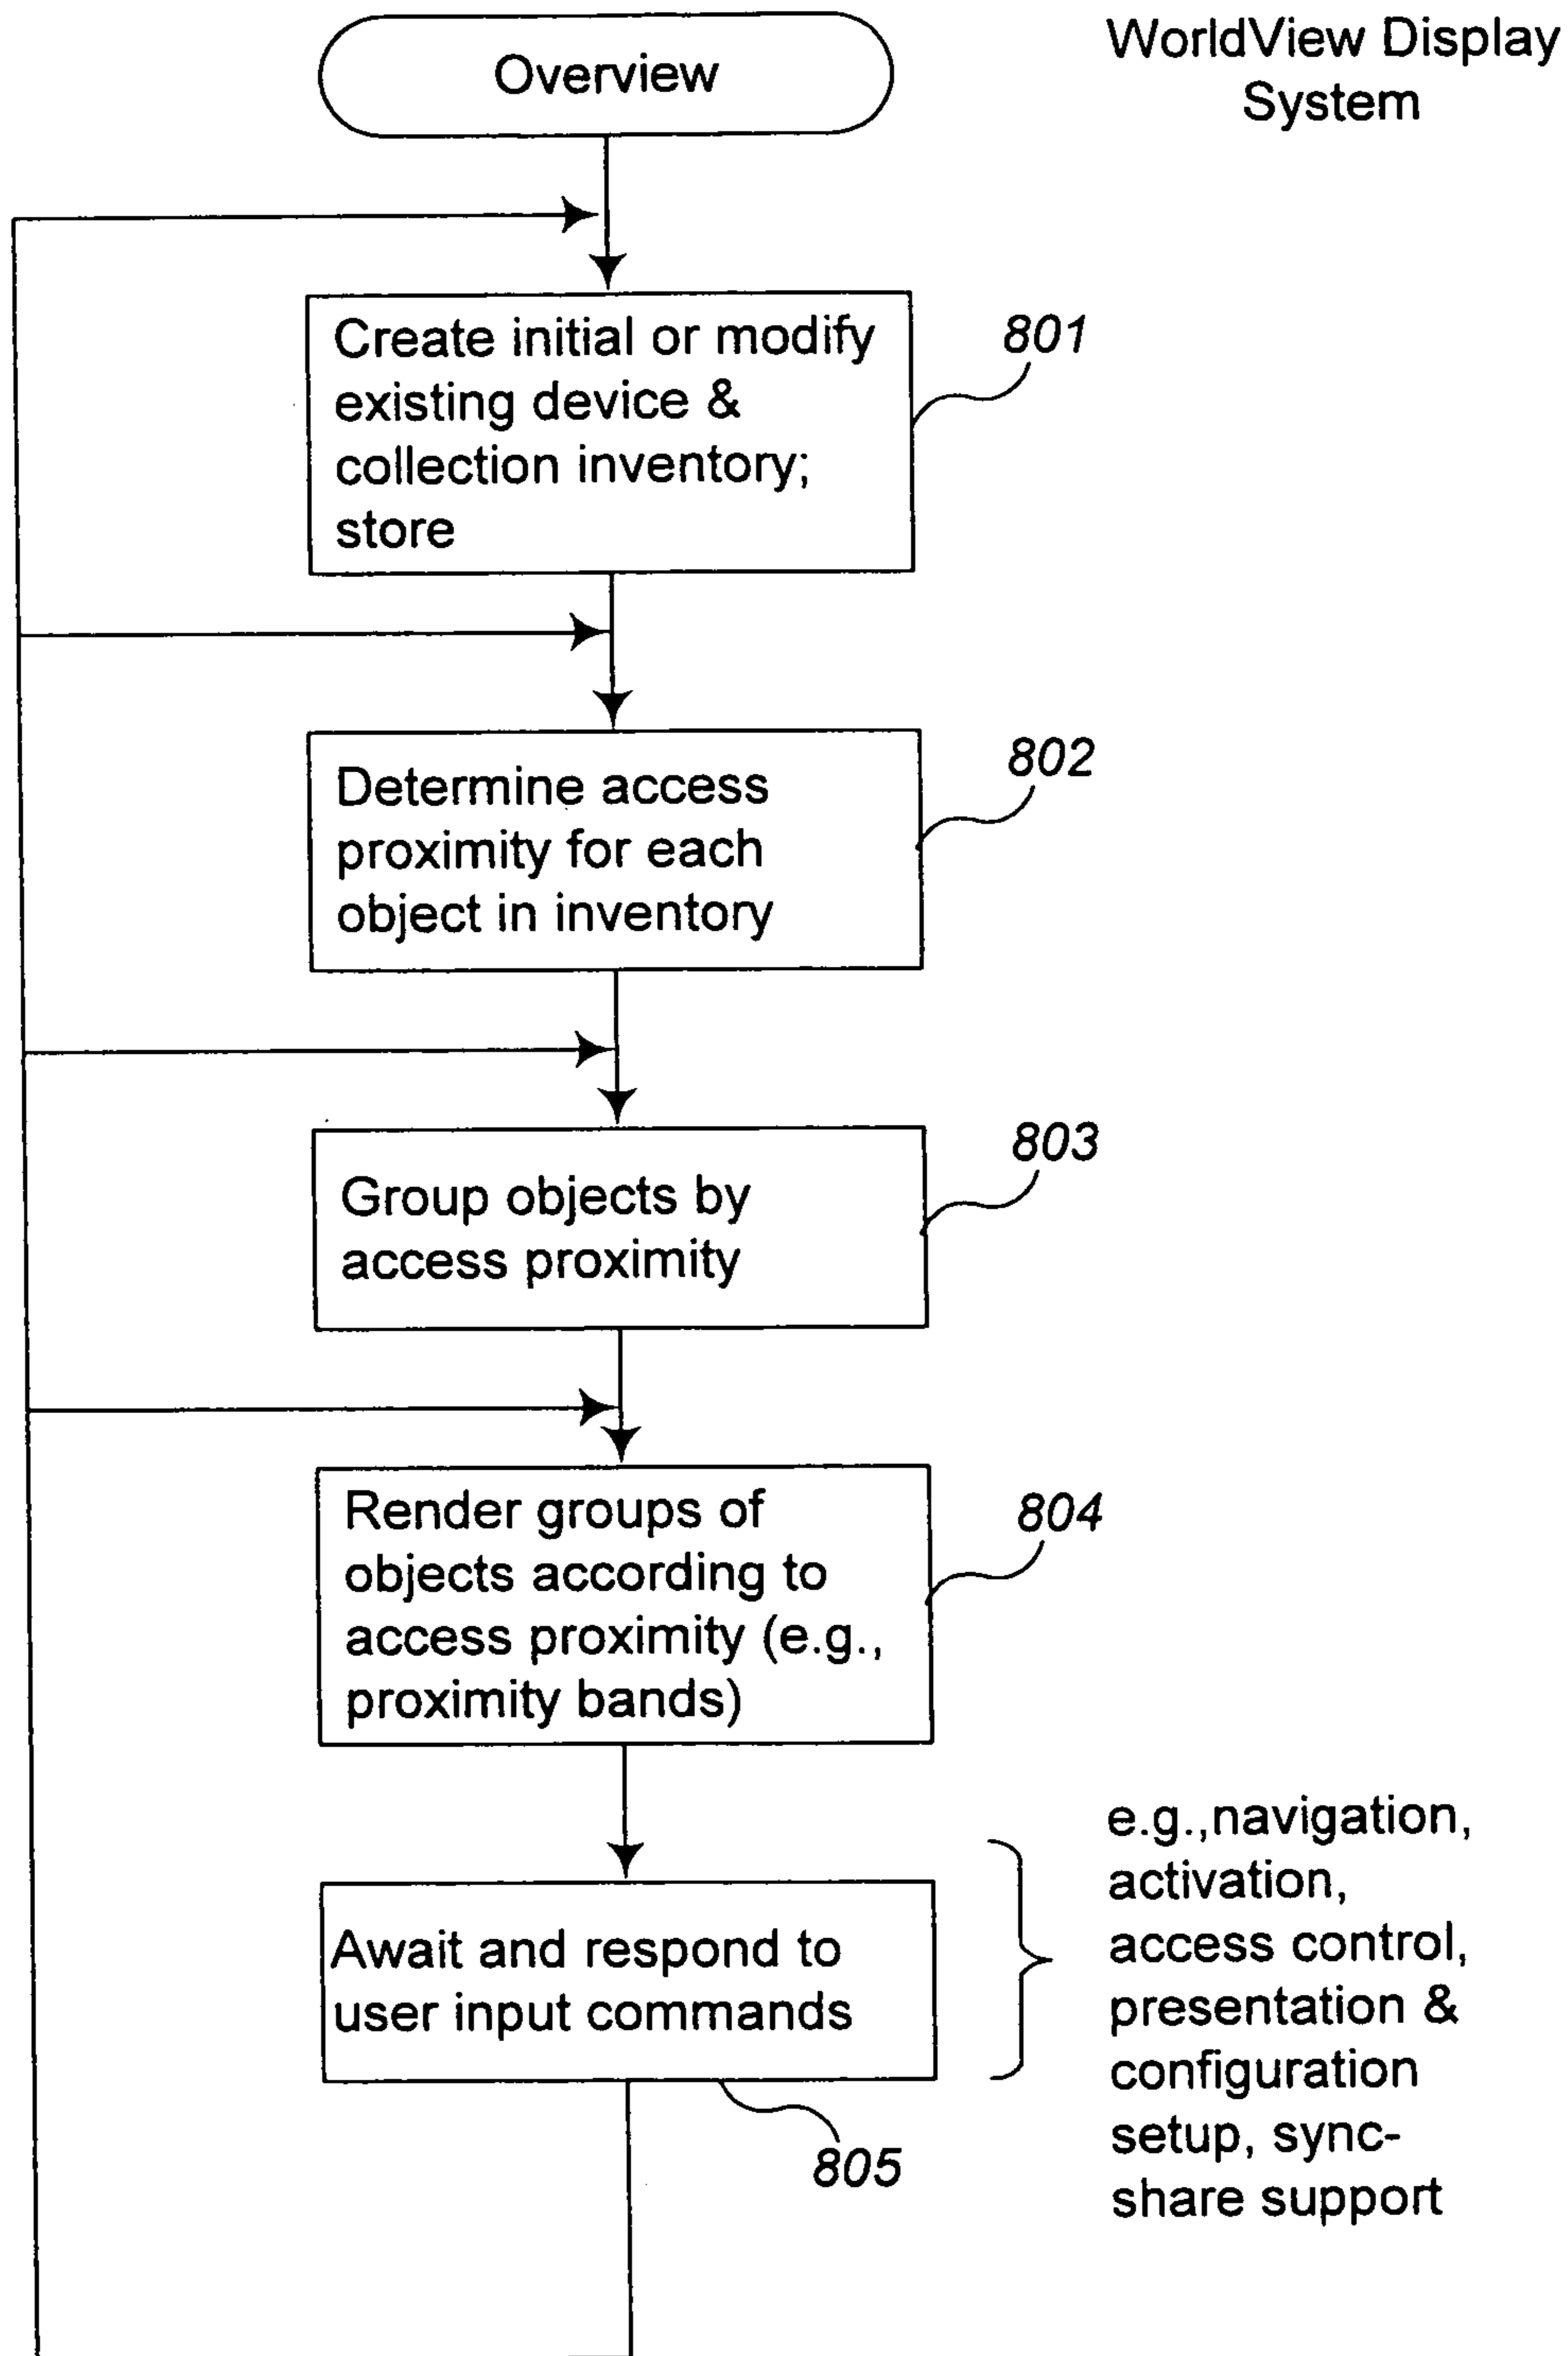 Overview
WorldView Display
System
Create initial or modify
existing device &
collection inventory;
store
801
Determine access
proximity for each
object in inventory
802
Group objects by
access proximity
803
Render groups of
objects according to
access proximity (e.g.,
proximity bands)
804
Await and respond to
user input commands
805
e.g.,navigation,
activation,
access control,
presentation &
configuration
setup, sync-
share support